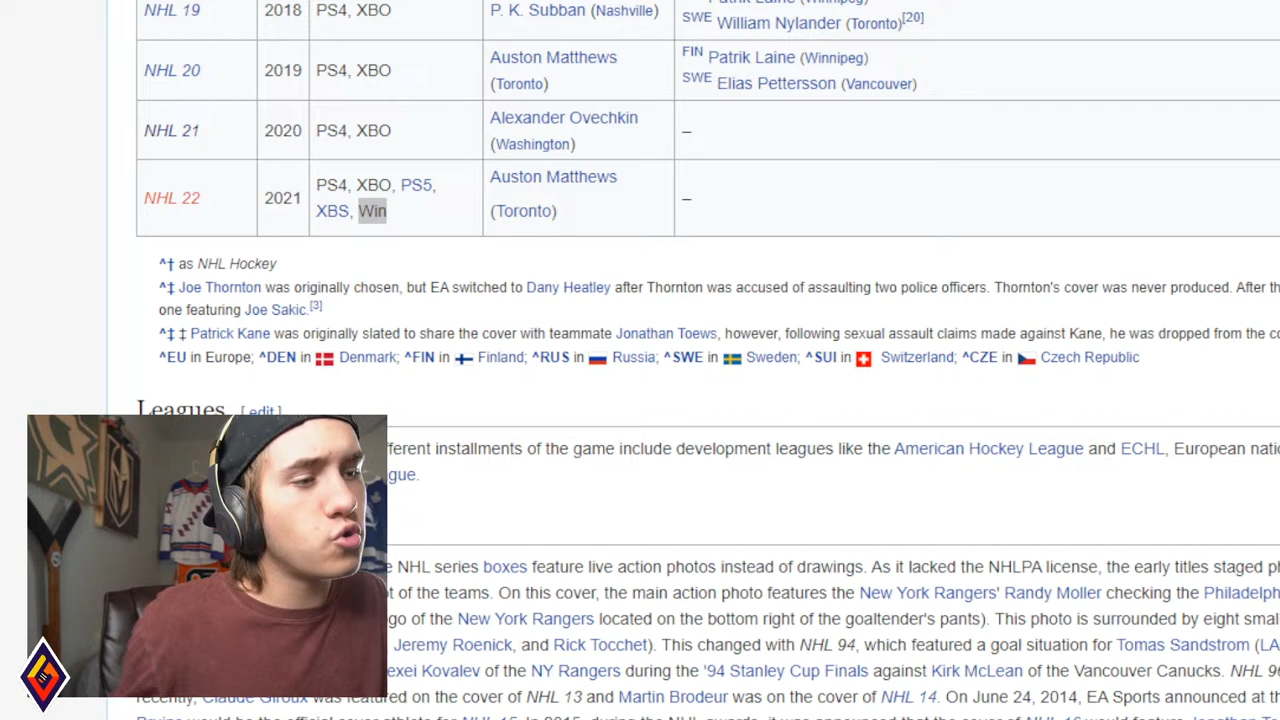 NHL 19 2018 PS4, XBO P. K. Subban (Nashville)
SWE William Nylander (Toronto)[20]
NHL 20 2019 PS4, XBO Auston Matthews (Toronto) FIN Patrik Laine (Winnipeg)
SWE Elias Pettersson (Vancouver)
NHL 21 2020 PS4, XBO Alexander Ovechkin (Washington) –
NHL 22 2021 PS4, XBO, PS5, XBS, Win Auston Matthews (Toronto) –
^† as NHL Hockey
^‡ Joe Thornton was originally chosen, but EA switched to Dany Heatley after Thornton was accused of assaulting two police officers. Thornton's cover was never produced. After th
one featuring Joe Sakic.[3]
^‡ ‡ Patrick Kane was originally slated to share the cover with teammate Jonathan Toews, however, following sexual assault claims made against Kane, he was dropped from the co
^EU in Europe; ^DEN in Denmark; ^FIN in Finland; ^RUS in Russia; ^SWE in Sweden; ^SUI in Switzerland; ^CZE in Czech Republic
Leagues [ edit ]
fferent installments of the game include development leagues like the American Hockey League and ECHL, European natio
gue.
e NHL series boxes feature live action photos instead of drawings. As it lacked the NHLPA license, the early titles staged ph
t of the teams. On this cover, the main action photo features the New York Rangers' Randy Moller checking the Philadelph
go of the New York Rangers located on the bottom right of the goaltender's pants). This photo is surrounded by eight small
Jeremy Roenick, and Rick Tocchet). This changed with NHL 94, which featured a goal situation for Tomas Sandstrom (LA
exei Kovalev of the NY Rangers during the '94 Stanley Cup Finals against Kirk McLean of the Vancouver Canucks. NHL 9
recently, Claude Giroux was featured on the cover of NHL 13 and Martin Brodeur was on the cover of NHL 14. On June 24, 2014, EA Sports announced at th